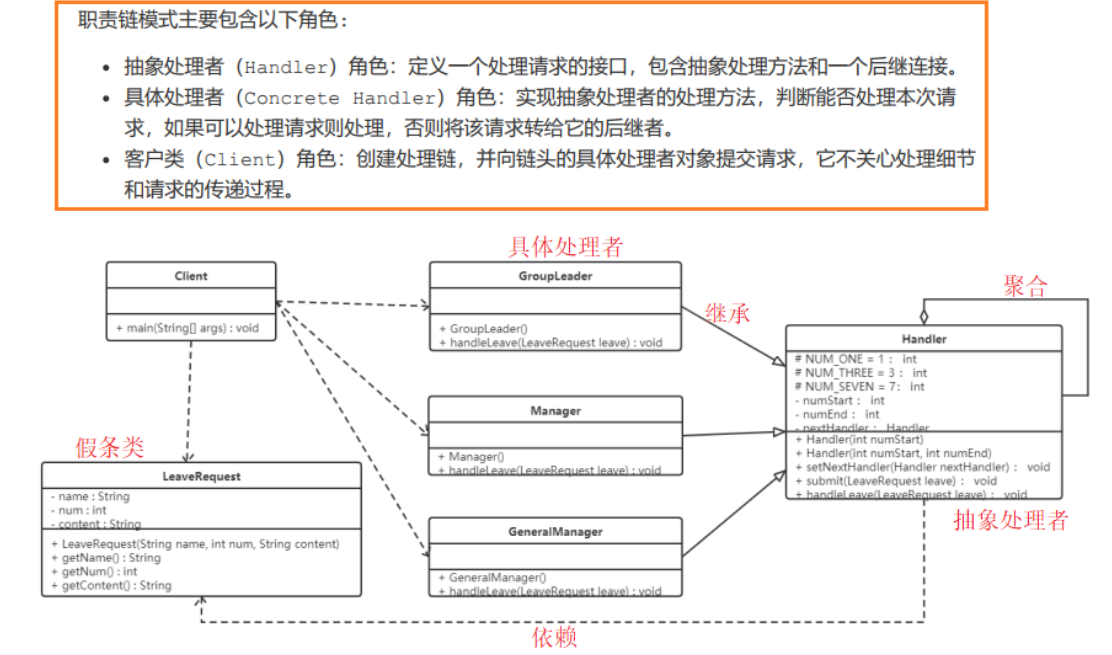 职责链模式主要包含以下角色：
• 抽象处理者（Handler）角色：定义一个处理请求的接口，包含抽象处理方法和一个后继连接。
• 具体处理者（Concrete Handler）角色：实现抽象处理者的处理方法，判断能否处理本次请
求，如果可以处理请求则处理，否则将该请求转给它的后继者。
• 客户类（Client）角色：创建处理链，并向链头的具体处理者对象提交请求，它不关心处理细节
和请求的传递过程。
具体处理者
Client
+ main(String[] args) : void
GroupLeader
+ GroupLeader()
+ handleLeave(LeaveRequest leave) : void
继承
聚合
Handler
# NUM_ONE = 1 : int
# NUM_THREE = 3 : int
# NUM_SEVEN = 7: int
- numStart : int
- numEnd : int
- nextHandler : Handler
+ Handler(int numStart)
+ Handler(int numStart, int numEnd)
+ setNextHandler(Handler nextHandler) : void
+ submit(LeaveRequest leave) : void
+ handleLeave(LeaveRequest leave) : void
抽象处理者
Manager
+ Manager()
+ handleLeave(LeaveRequest leave) : void
假条类
LeaveRequest
- name : String
- num : int
- content : String
+ LeaveRequest(String name, int num, String content)
+ getName() : String
+ getNum() : int
+ getContent() : String
GeneralManager
+ GeneralManager()
+ handleLeave(LeaveRequest leave) : void
依赖